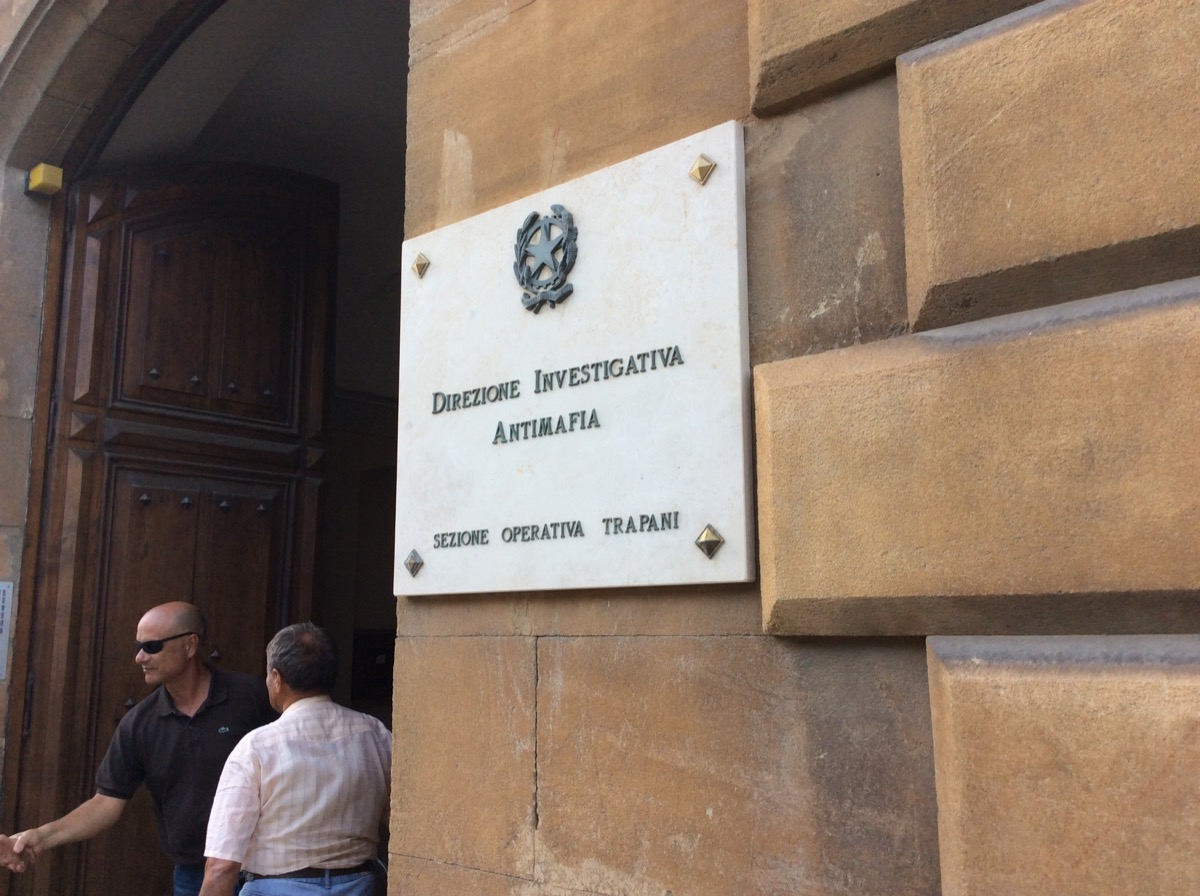 DIREZIONE INVESTIGATIVA
ANTIMAFIA
SEZIONE OPERATIVA TRAPANI